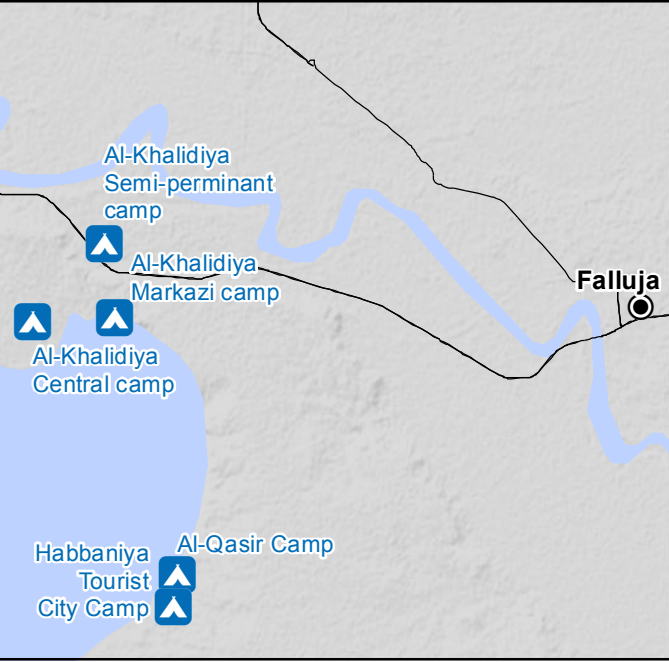 Al-Khalidiya
Semi-perminant
camp
Al-Khalidiya
Markazi camp
Falluja
Al-Khalidiya
Central camp
Al-Qasir Camp
Habbaniya
Tourist
City Camp